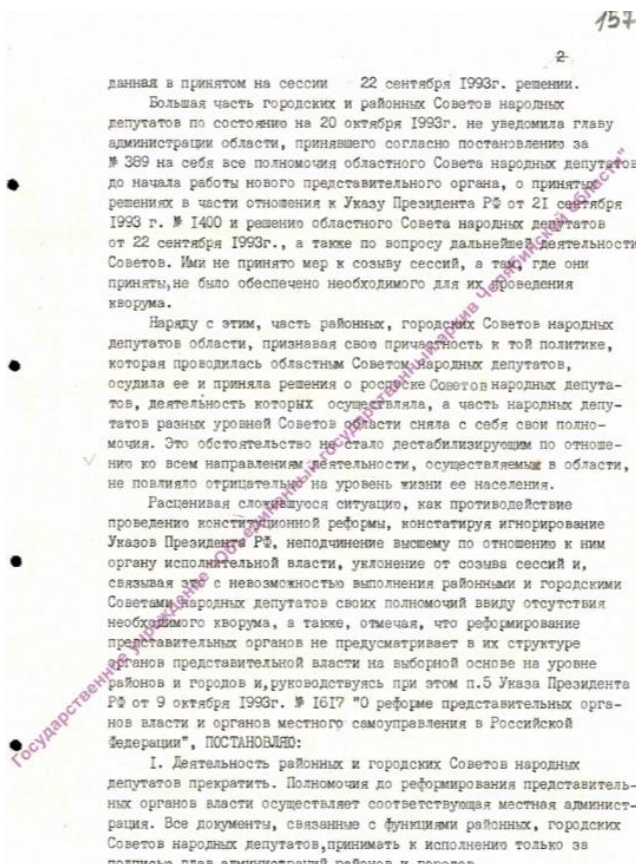 157
2
данная в принятом на сессии 22 сентября 1993г. решении.
Большая часть городских и районных Советов народных
депутатов по состоянию на 20 октября 1993г. не уведомила главу
администрации области, принявшего согласно постановлению за
№ 389 на себя все полномочия областного Совета народных депутатов
до начала работы нового представительного органа, о принятых
решениях в части отношения к Указу Президента РФ от 21 сентября
1993 г. № 1400 и решению областного Совета народных депутатов
от 22 сентября 1993г., а также по вопросу дальнейшей деятельности
Советов. Ими не принято мер к созыву сессий, а там, где они
приняты,не было обеспечено необходимого для их проведения
кворума.
Наряду с этим, часть районных, городских Советов народных
депутатов области, признавая свою причастность к той политике,
которая проводилась областным Советом народных депутатов,
осудила ее и приняла решения о роспуске Советов народных депута-
тов, деятельность которых осуществляла, а часть народных депу-
татов разных уровней Советов области сняла с себя свои полно-
мочия. Это обстоятельство не стало дестабилизирующим по отноше-
нию ко всем направлениям деятельности, осуществляемым в области,
не повлияло отрицательно на уровень жизни ее населения.
Расценивая сложившуюся ситуацию, как противодействие
проведению конституционной реформы, констатируя игнорирование
Указов Президента РФ, неподчинение высшему по отношению к ним
органу исполнительной власти, уклонение от созыва сессий и,
связывая это с невозможностью выполнения районными и городскими
Советами народных депутатов своих полномочий ввиду отсутствия
необходимого кворума, а также, отмечая, что реформирование
представительных органов не предусматривает в их структуре
органов представительной власти на выборной основе на уровне
районов и городов и,руководствуясь при этом п.5 Указа Президента
РФ от 9 октября 1993г. № 1617 "О реформе представительных орга-
нов власти и органов местного самоуправления в Российской
Федерации", ПОСТАНОВЛЯЮ:
I. Деятельность районных и городских Советов народных
депутатов прекратить. Полномочия до реформирования представитель-
ных органов власти осуществляет соответствующая местная админист-
рация. Все документы, связанные с функциями районных, городских
Советов народных депутатов,принимать к исполнению только за
подписью глав администраций районов и городов.
Государственное учреждение "Объединенный государственный архив Челябинской области"